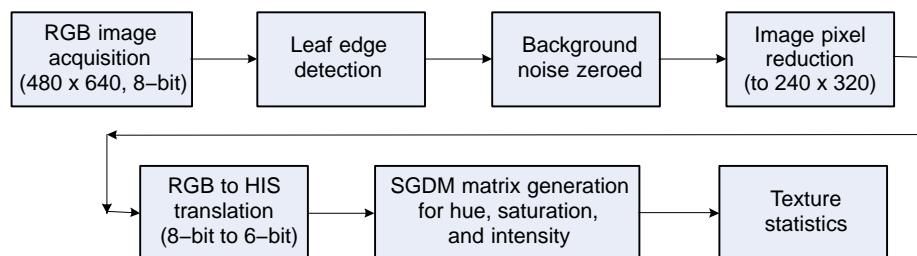 RGB image
acquisition
(480 x 640, 8–bit)
Leaf edge
detection
Background
noise zeroed
Image pixel
reduction
(to 240 x 320)
RGB to HIS
translation
(8–bit to 6–bit)
SGDM matrix generation
for hue, saturation,
and intensity
Texture
statistics